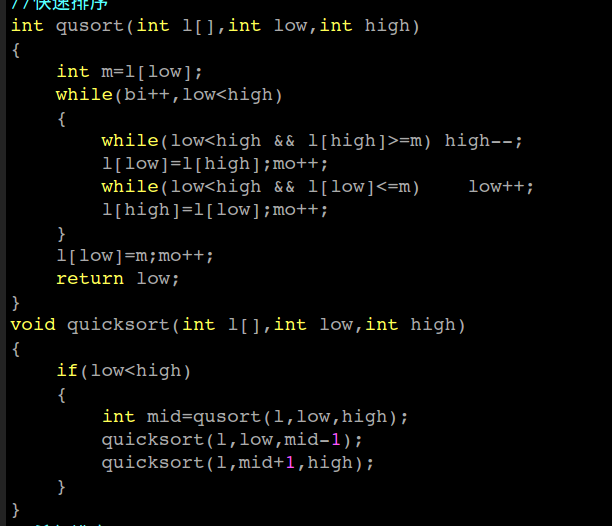 //快速排序
int qusort(int l[],int low,int high)
{
    int m=l[low];
    while(bi++,low<high)
    {
        while(low<high && l[high]>=m) high--;
        l[low]=l[high];mo++;
        while(low<high && l[low]<=m)    low++;
        l[high]=l[low];mo++;
    }
    l[low]=m;mo++;
    return low;
}
void quicksort(int l[],int low,int high)
{
    if(low<high)
    {
        int mid=qusort(l,low,high);
        quicksort(l,low,mid-1);
        quicksort(l,mid+1,high);
    }
}